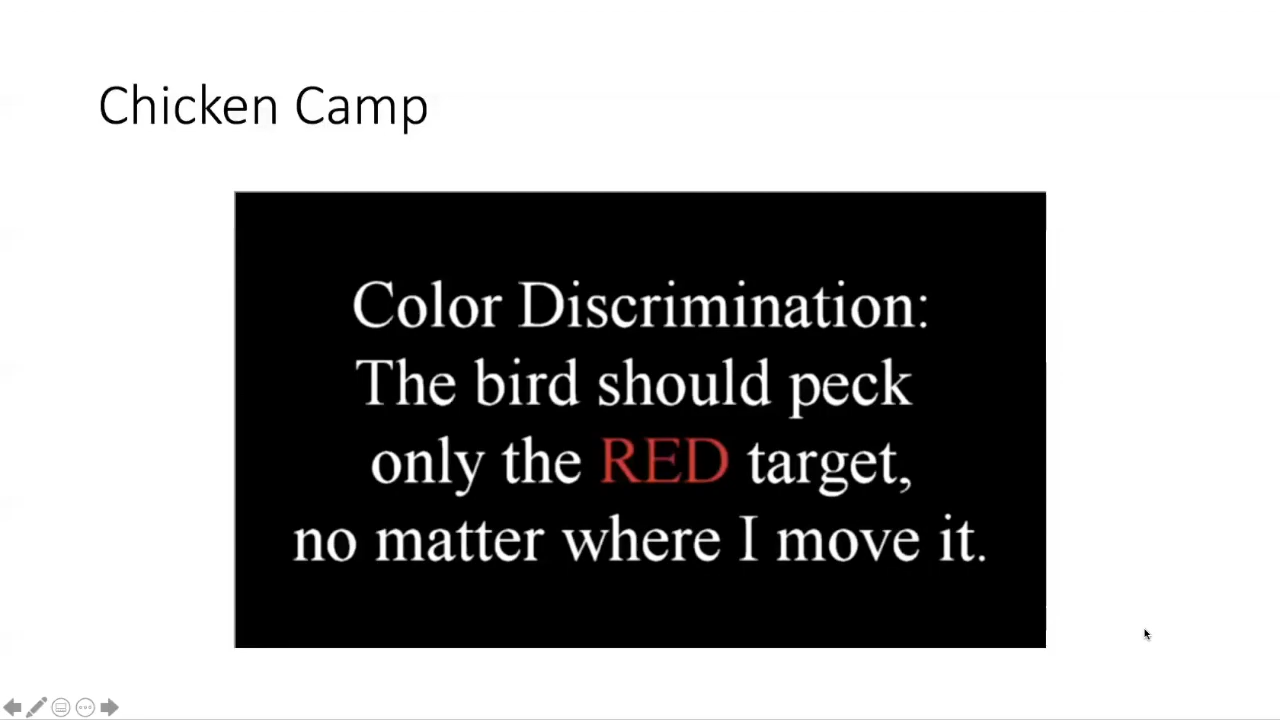 Chicken Camp
Color Discrimination:
The bird should peck
only the RED target,
no matter where I move it.